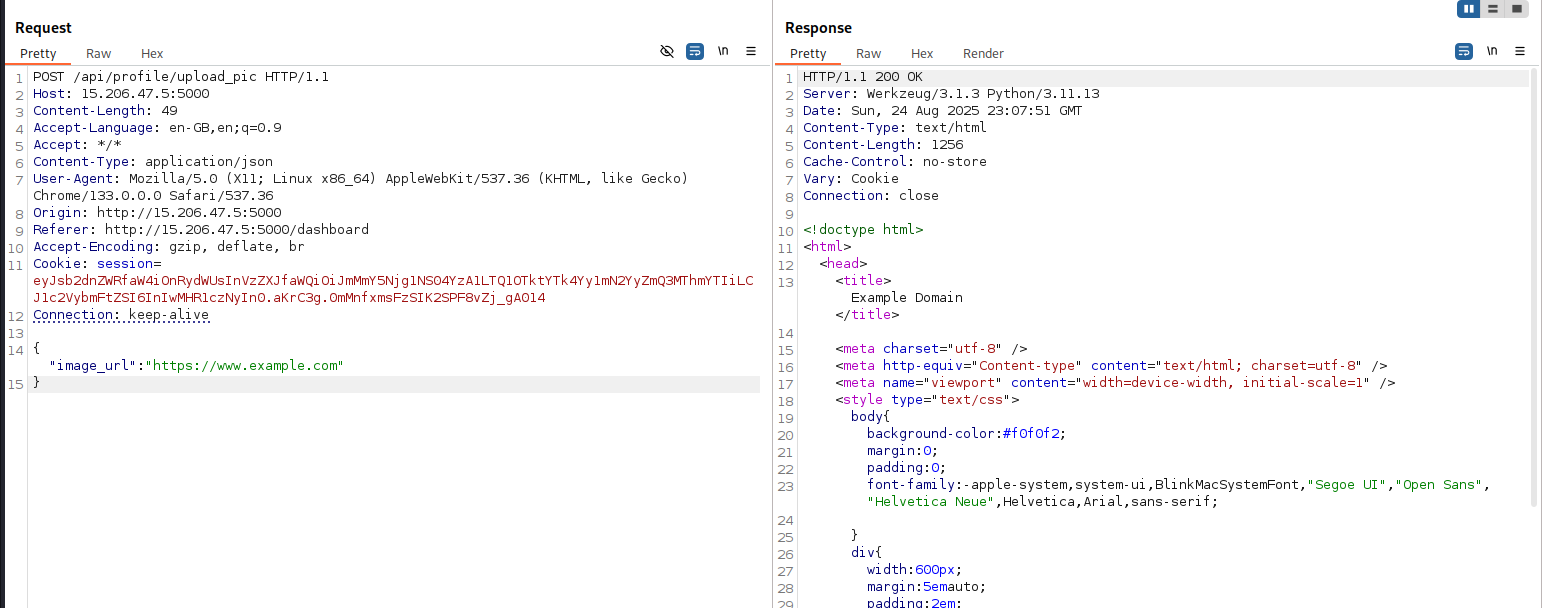 Request
Pretty Raw Hex \n
1 POST /api/profile/upload_pic HTTP/1.1
2 Host: 15.206.47.5:5000
3 Content-Length: 49
4 Accept-Language: en-GB,en;q=0.9
5 Accept: */*
6 Content-Type: application/json
7 User-Agent: Mozilla/5.0 (X11; Linux x86_64) AppleWebKit/537.36 (KHTML, like Gecko)
Chrome/133.0.0.0 Safari/537.36
8 Origin: http://15.206.47.5:5000
9 Referer: http://15.206.47.5:5000/dashboard
10 Accept-Encoding: gzip, deflate, br
11 Cookie: session=
eyJsb2dnZWRfaW4iOnRydWUsInVzZXJfaWQiOiJmMmY5Njg1NS04YzA1LTQ1OTktYTk4Yy1mN2YyZmQ3MThmYTIiLC
J1c2VybmFtZSI6InIwMHR1czNyIn0.aKrC3g.0mMnfxmsFzSIK2SPF8vZj_gAO14
12 Connection: keep-alive
13
14 {
"image_url":"https://www.example.com"
15 }
Response
Pretty Raw Hex Render \n
1 HTTP/1.1 200 OK
2 Server: Werkzeug/3.1.3 Python/3.11.13
3 Date: Sun, 24 Aug 2025 23:07:51 GMT
4 Content-Type: text/html
5 Content-Length: 1256
6 Cache-Control: no-store
7 Vary: Cookie
8 Connection: close
9
10 <!doctype html>
11 <html>
12 <head>
13 <title>
Example Domain
</title>
14
15 <meta charset="utf-8" />
16 <meta http-equiv="Content-type" content="text/html; charset=utf-8" />
17 <meta name="viewport" content="width=device-width, initial-scale=1" />
18 <style type="text/css">
19 body{
20 background-color:#f0f0f2;
21 margin:0;
22 padding:0;
23 font-family:-apple-system,system-ui,BlinkMacSystemFont,"Segoe UI","Open Sans",
"Helvetica Neue",Helvetica,Arial,sans-serif;
24
25 }
26 div{
27 width:600px;
28 margin:5emauto;
29 padding:2em;